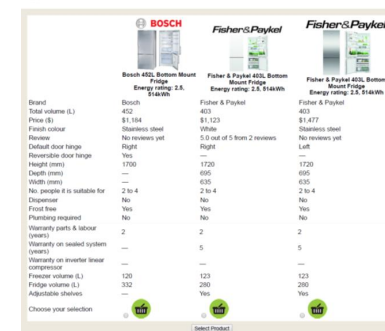 BOSCH Fisher & Paykel Fisher & Paykel
Bosch 452L Bottom Mount Fridge Energy rating: 2.5, 514kWh
Fisher & Paykel 403L Bottom Mount Fridge Energy rating: 2.5, 514kWh
Fisher & Paykel 403L Bottom Mount Fridge Energy rating: 2.5, 514kWh
Brand Bosch Fisher & Paykel Fisher & Paykel
Total volume (L) 452 403 403
Price ($) $1,184 $1,123 $1,477
Finish colour Stainless steel White Stainless steel
Review No reviews yet 5.0 out of 5 from 2 reviews No reviews yet
Default door hinge Right Right Left
Reversible door hinge Yes — —
Height (mm) 1700 1720 1720
Depth (mm) — 695 695
Width (mm) — 635 635
No. people it is suitable for 2 to 4 2 to 4 2 to 4
Dispenser No No No
Frost free Yes Yes Yes
Plumbing required No No No
Warranty parts & labour (years) 2 2 2
Warranty on sealed system (years) — 5 5
Warranty on inverter linear compressor — — —
Freezer volume (L) 120 123 123
Fridge volume (L) 332 280 280
Adjustable shelves — Yes Yes
Choose your selection
Select Product